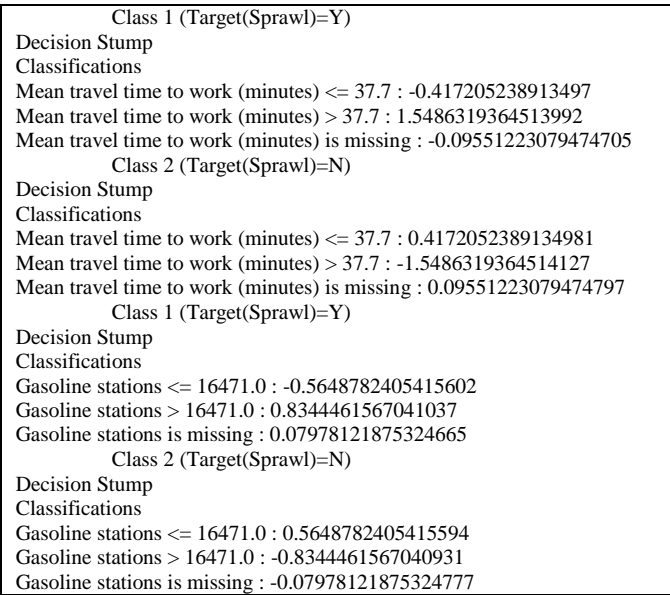 Class 1 (Target(Sprawl)=Y)
Decision Stump
Classifications
Mean travel time to work (minutes) <= 37.7 : -0.417205238913497
Mean travel time to work (minutes) > 37.7 : 1.5486319364513992
Mean travel time to work (minutes) is missing : -0.09551223079474705
Class 2 (Target(Sprawl)=N)
Decision Stump
Classifications
Mean travel time to work (minutes) <= 37.7 : 0.4172052389134981
Mean travel time to work (minutes) > 37.7 : -1.5486319364514127
Mean travel time to work (minutes) is missing : 0.09551223079474797
Class 1 (Target(Sprawl)=Y)
Decision Stump
Classifications
Gasoline stations <= 16471.0 : -0.5648782405415602
Gasoline stations > 16471.0 : 0.8344461567041037
Gasoline stations is missing : 0.07978121875324665
Class 2 (Target(Sprawl)=N)
Decision Stump
Classifications
Gasoline stations <= 16471.0 : 0.5648782405415594
Gasoline stations > 16471.0 : -0.8344461567040931
Gasoline stations is missing : -0.07978121875324777